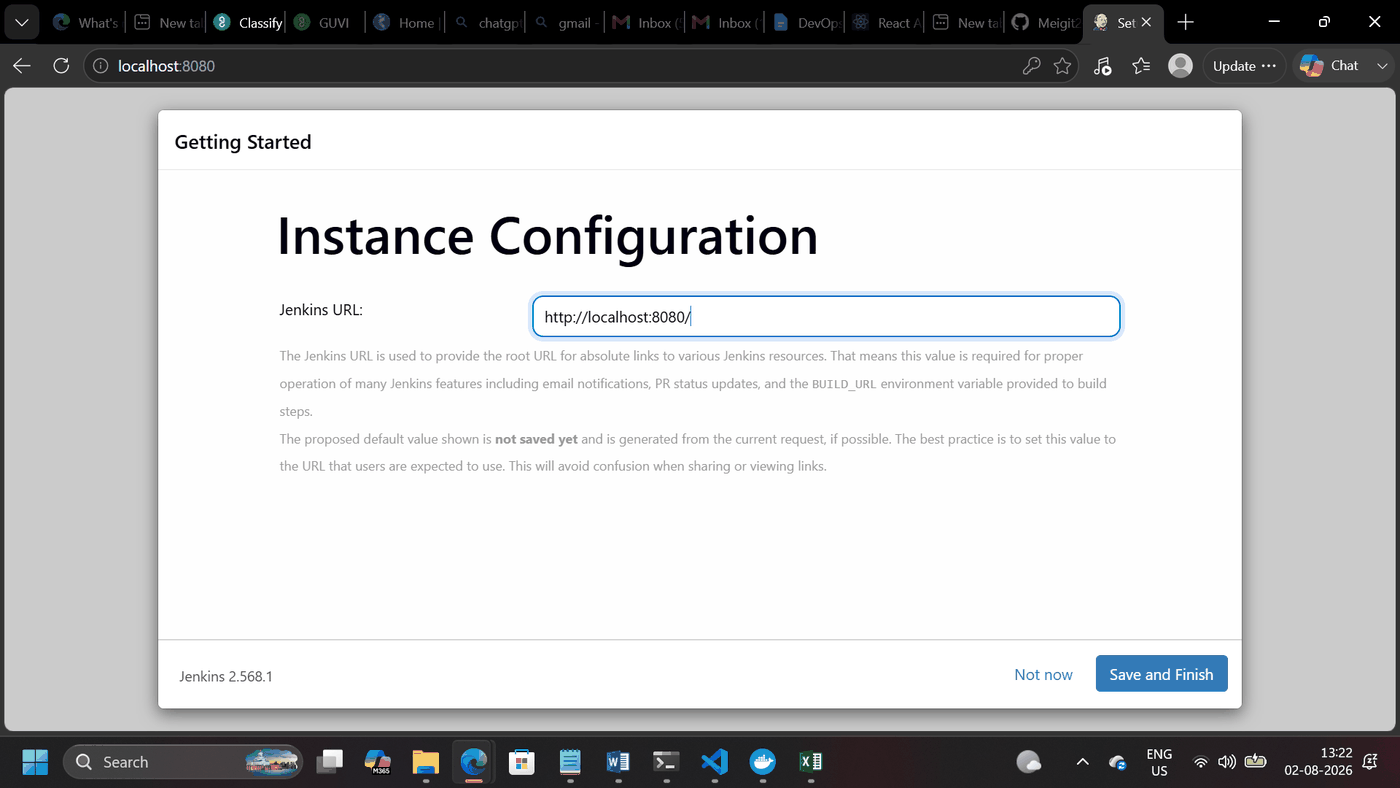 What's
New ta
Classify
GUVI
Home
chatgp
gmail -
Inbox (
Inbox (
DevOp
React A
New ta
Meigit
Set
localhost:8080
Update
Chat
Getting Started
Instance Configuration
Jenkins URL:
http://localhost:8080/
The Jenkins URL is used to provide the root URL for absolute links to various Jenkins resources. That means this value is required for proper
operation of many Jenkins features including email notifications, PR status updates, and the BUILD_URL environment variable provided to build
steps.
The proposed default value shown is not saved yet and is generated from the current request, if possible. The best practice is to set this value to
the URL that users are expected to use. This will avoid confusion when sharing or viewing links.
Jenkins 2.568.1
Not now
Save and Finish
Search
M365
ENG
US
13:22
02-08-2026